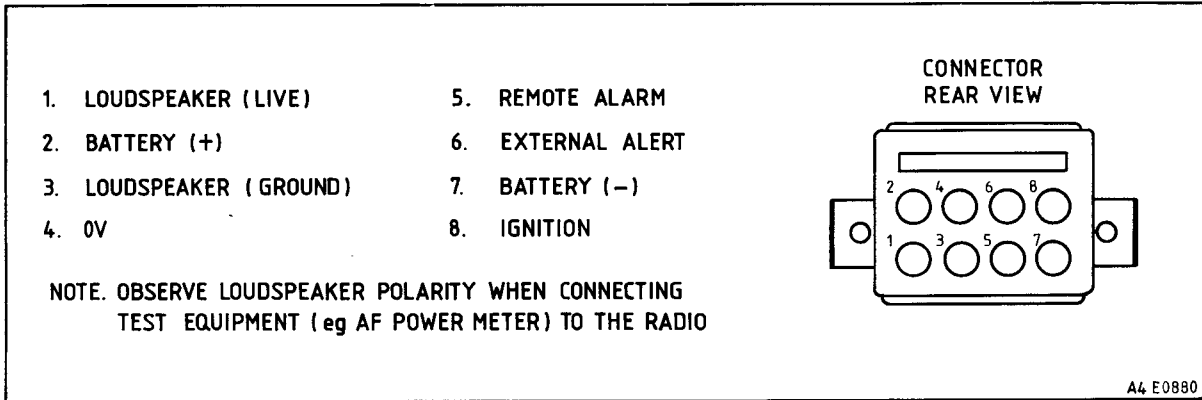 1. LOUDSPEAKER (LIVE)
2. BATTERY (+)
3. LOUDSPEAKER (GROUND)
4. 0V
5. REMOTE ALARM
6. EXTERNAL ALERT
7. BATTERY (-)
8. IGNITION
NOTE. OBSERVE LOUDSPEAKER POLARITY WHEN CONNECTING
TEST EQUIPMENT (eg AF POWER METER) TO THE RADIO
CONNECTOR
REAR VIEW
2 4 6 8
1 3 5 7
A4 E0880